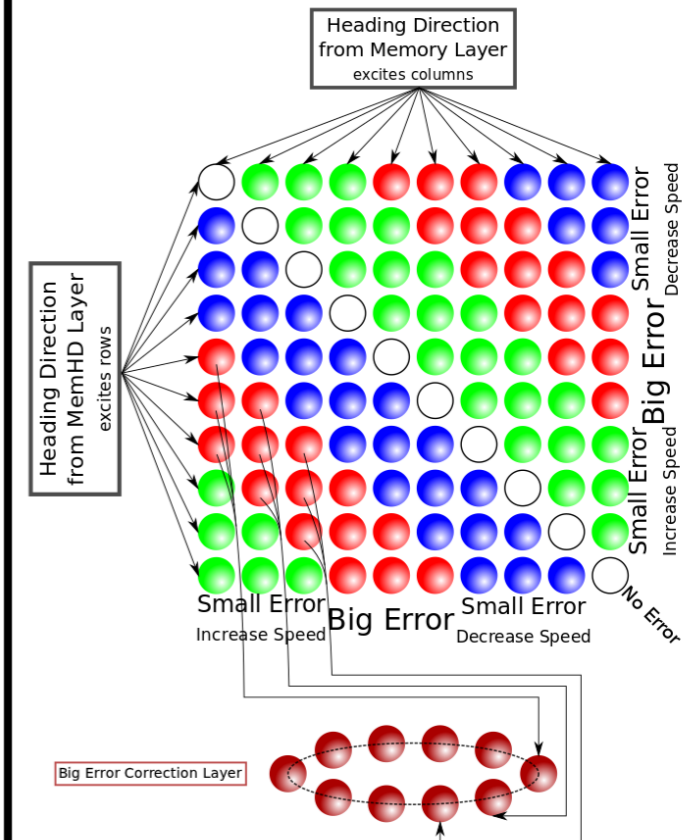 Heading Direction
from Memory Layer
excites columns
Heading Direction
from MemHD Layer
excites rows
Small Error
Decrease Speed
Big Error
Small Error
Increase Speed
Small Error
Increase Speed
Big Error
Small Error
Decrease Speed
No Error
Big Error Correction Layer